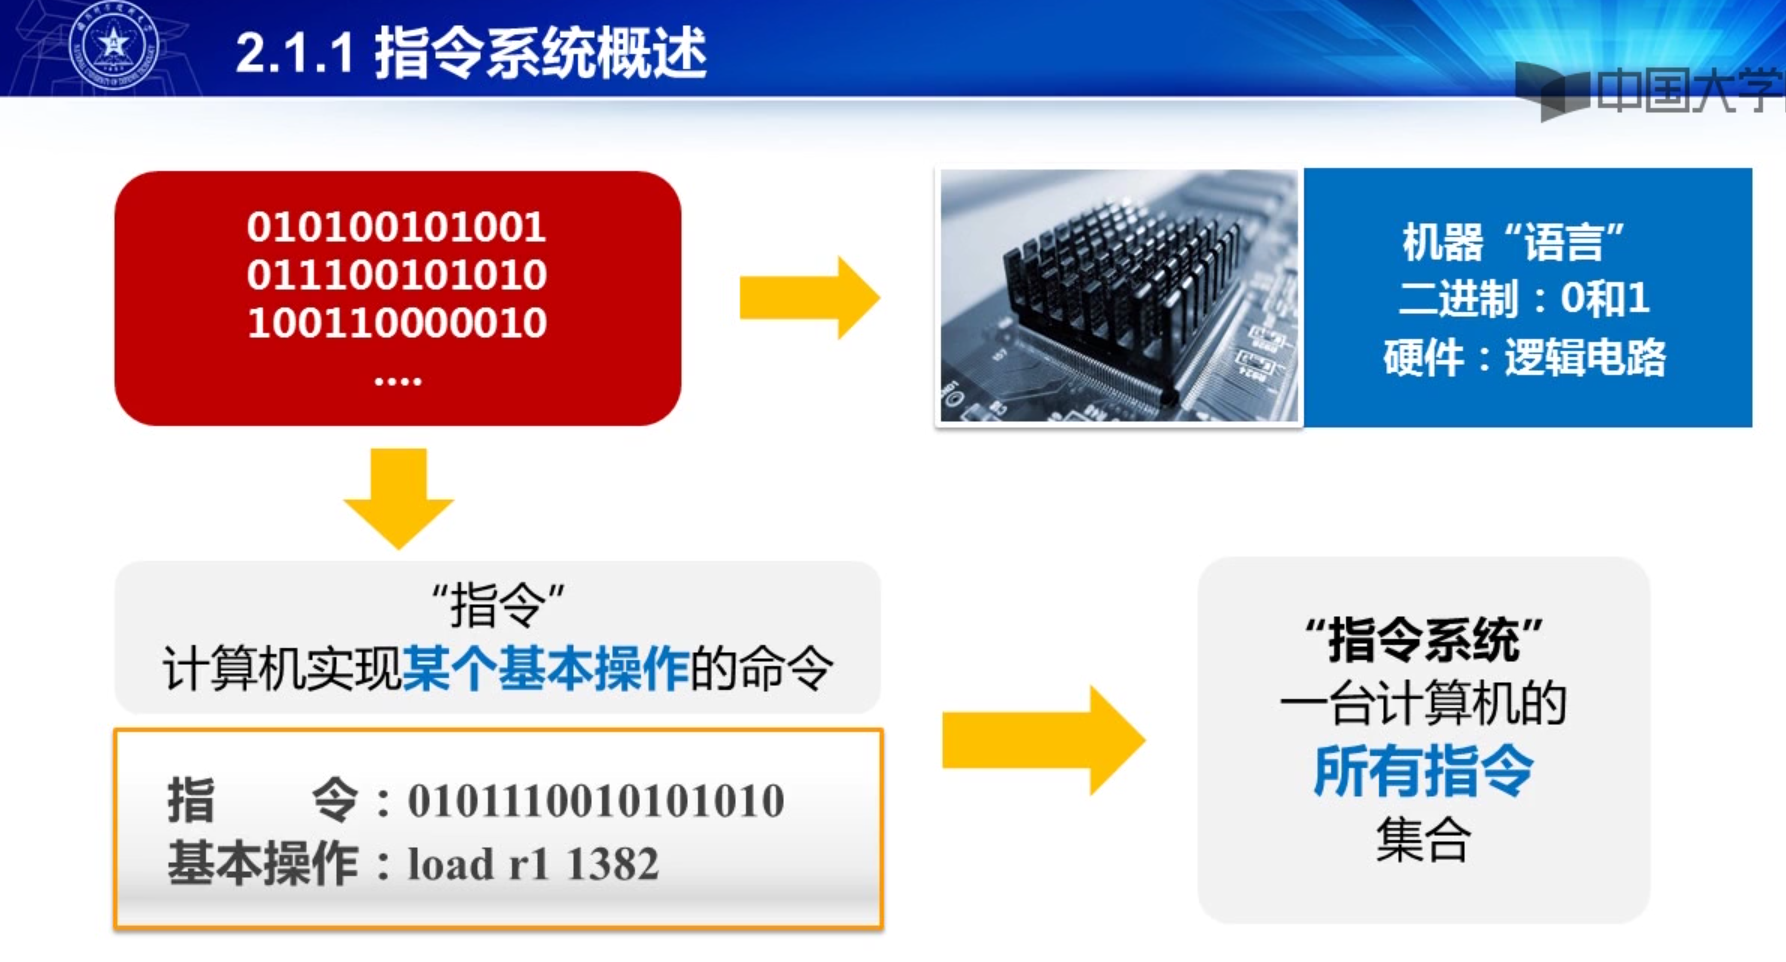 2.1.1 指令系统概述
中国大学
010100101001
011100101010
100110000010
....
机器“语言”
二进制：0和1
硬件：逻辑电路
“指令”
计算机实现某个基本操作的命令
指　　令：0101110010101010
基本操作：load r1 1382
“指令系统”
一台计算机的
所有指令
集合